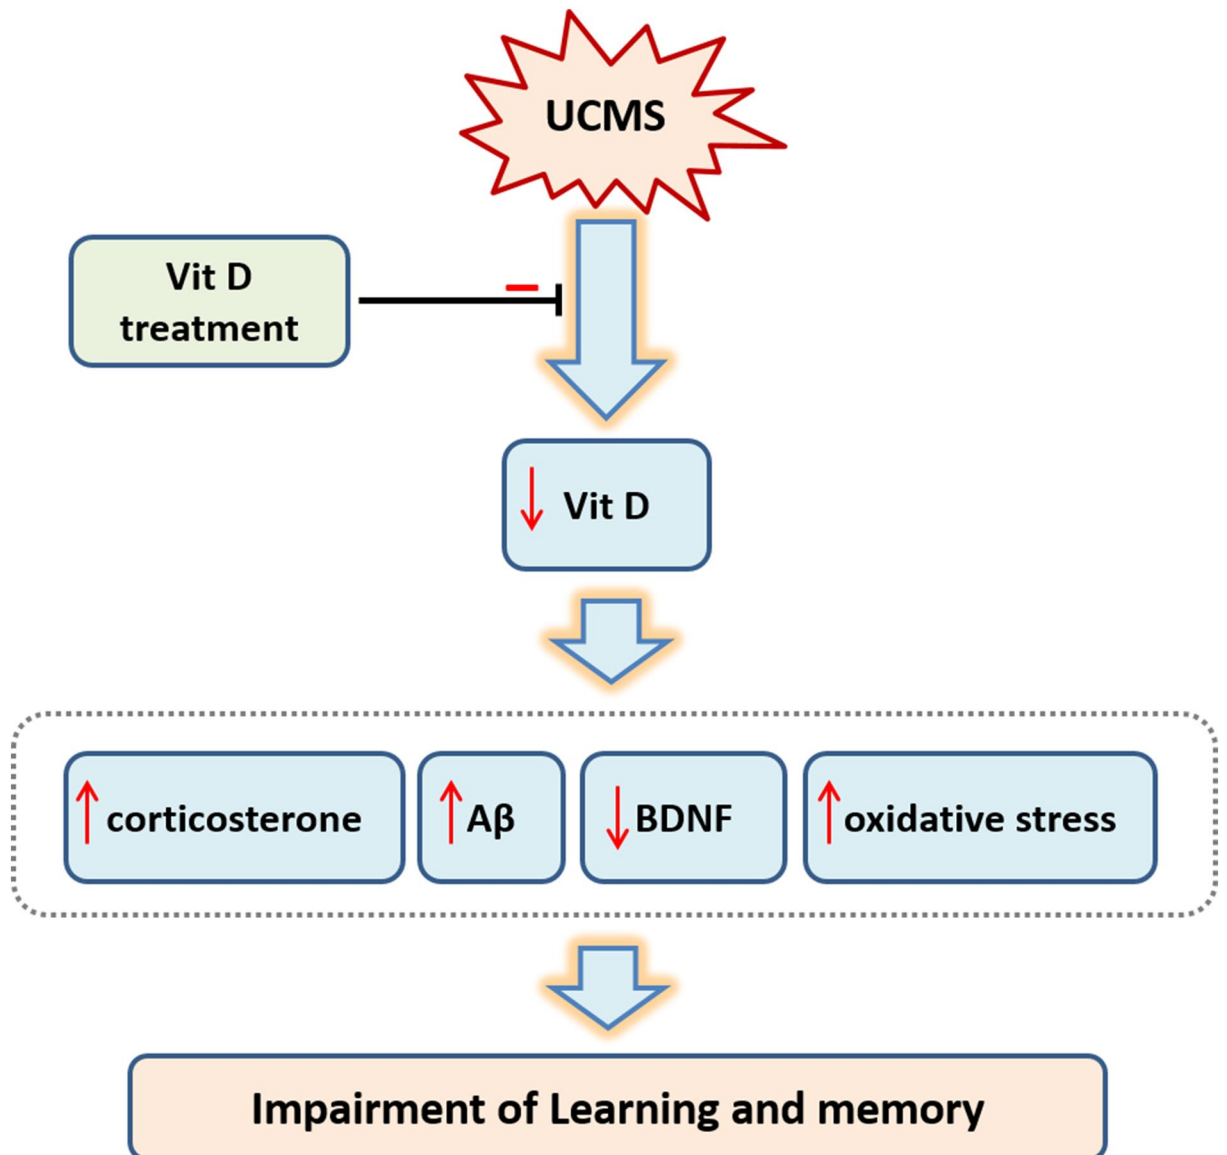 UCMS
Vit D
treatment
Vit D
corticosterone
Aβ
BDNF
oxidative stress
Impairment of Learning and memory